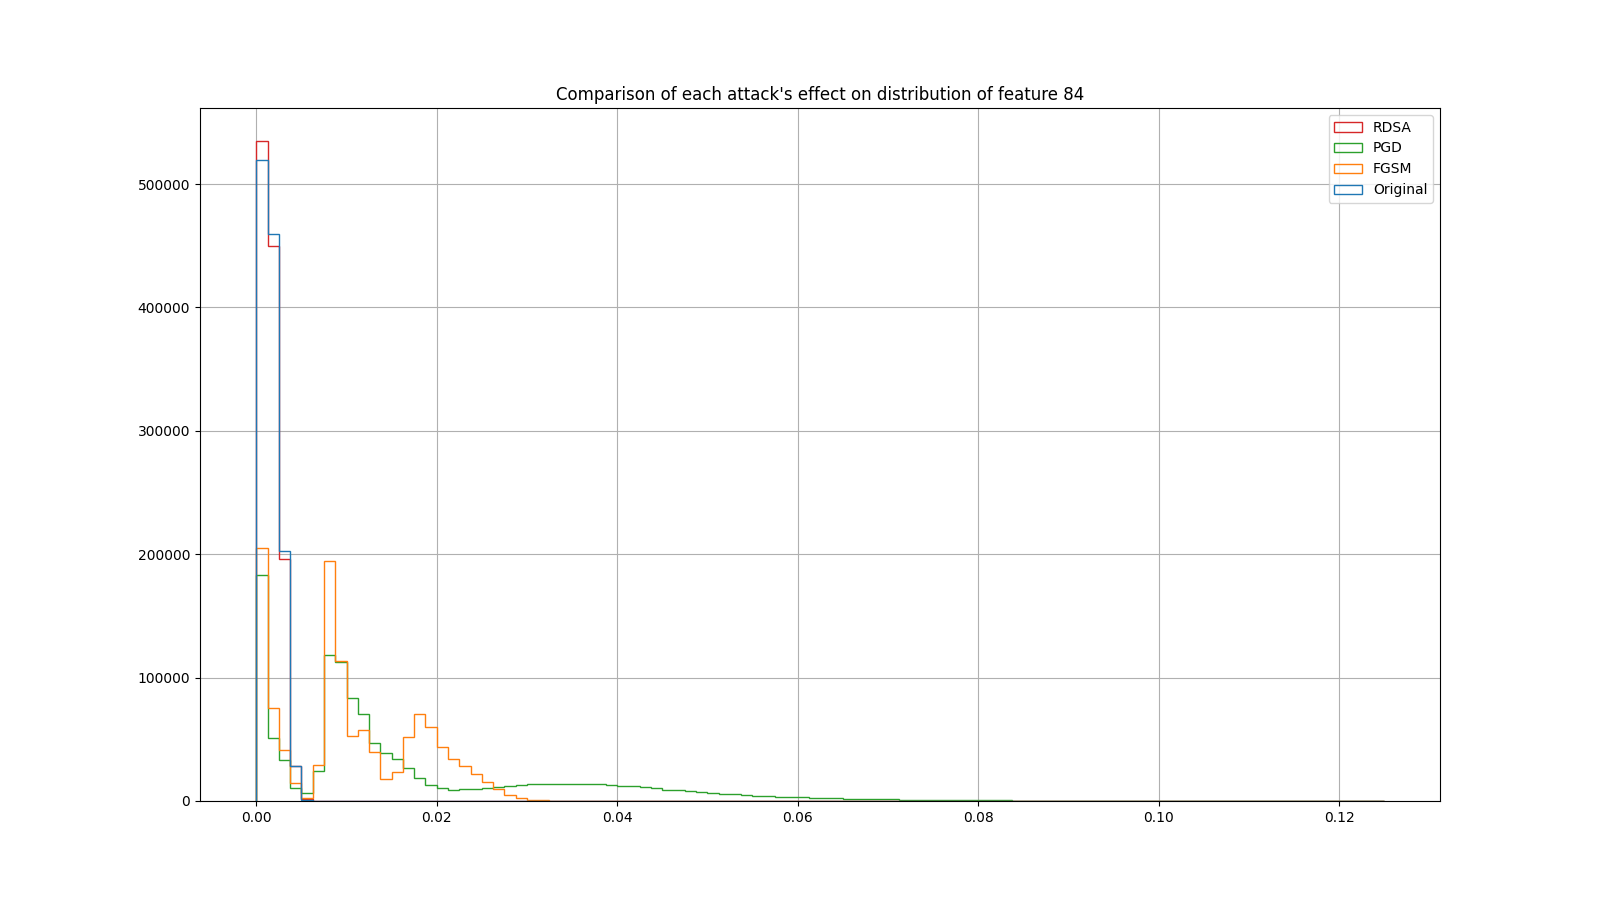 Comparison of each attack's effect on distribution of feature 84
RDSA
PGD
FGSM
Original
500000
400000
300000
200000
100000
0
0.00 0.02 0.04 0.06 0.08 0.10 0.12